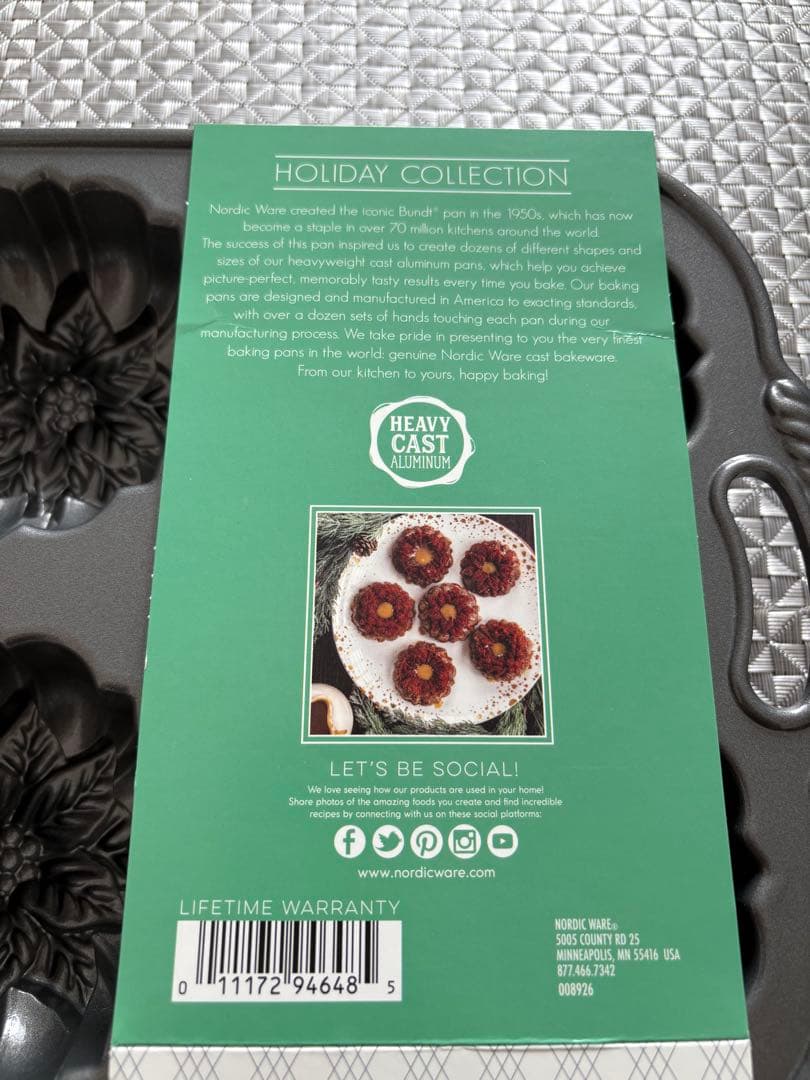 HOLIDAY COLLECTION
Nordic Ware created the iconic Bundt® pan in the 1950s, which has now
become a staple in over 70 million kitchens around the world.
The success of this pan inspired us to create dozens of different shapes and
sizes of our heavyweight cast aluminum pans, which help you achieve
picture-perfect, memorably tasty results every time you bake. Our baking
pans are designed and manufactured in America to exacting standards,
with over a dozen sets of hands touching each pan during our
manufacturing process. We take pride in presenting to you the very finest
baking pans in the world: genuine Nordic Ware cast bakeware.
From our kitchen to yours, happy baking!
HEAVY
CAST
ALUMINUM
LET'S BE SOCIAL!
We love seeing how our products are used in your home!
Share photos of the amazing foods you create and find incredible
recipes by connecting with us on these social platforms:
www.nordicware.com
LIFETIME WARRANTY
0 11172 94648 5
NORDIC WARE®
5005 COUNTY RD 25
MINNEAPOLIS, MN 55416 USA
877.466.7342
008926